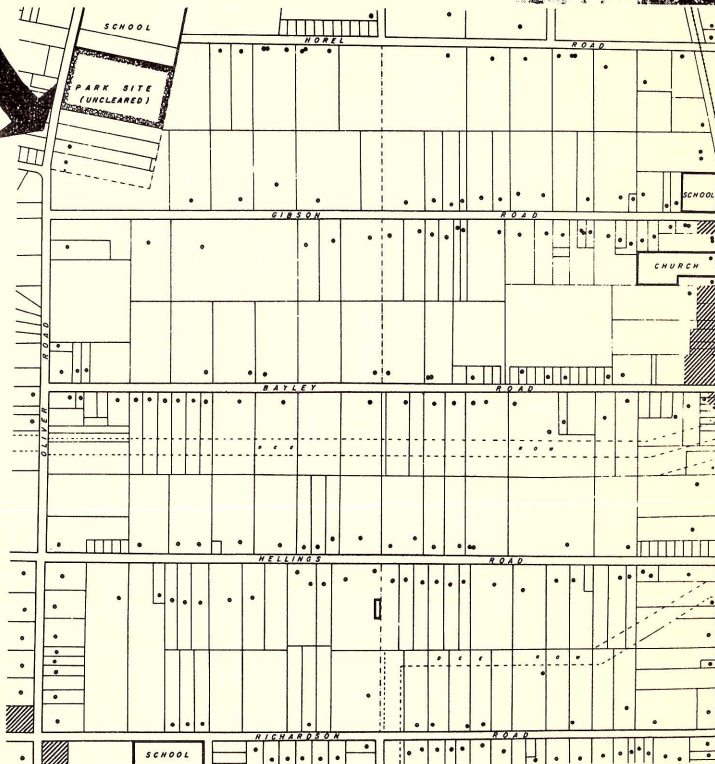 SCHOOL
HOREL ROAD
PARK SITE
(UNCLEARED)
SCHOOL
GIBSON ROAD
CHURCH
OLIVER ROAD
BAYLEY ROAD
B C E R O W
HELLINGS ROAD
B C E R O W
RICHARDSON ROAD
SCHOOL